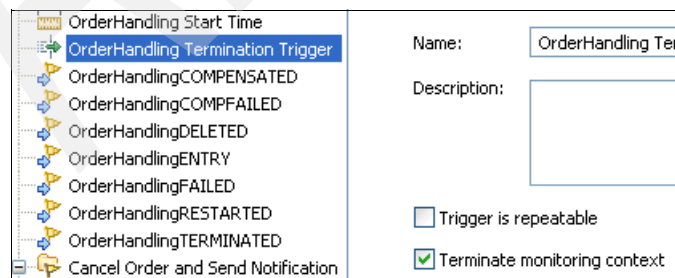 OrderHandling Start Time
OrderHandling Termination Trigger
OrderHandlingCOMPENSATED
OrderHandlingCOMPFAILED
OrderHandlingDELETED
OrderHandlingENTRY
OrderHandlingFAILED
OrderHandlingRESTARTED
OrderHandlingTERMINATED
Cancel Order and Send Notification
Name: OrderHandling Ter
Description:
Trigger is repeatable
Terminate monitoring context